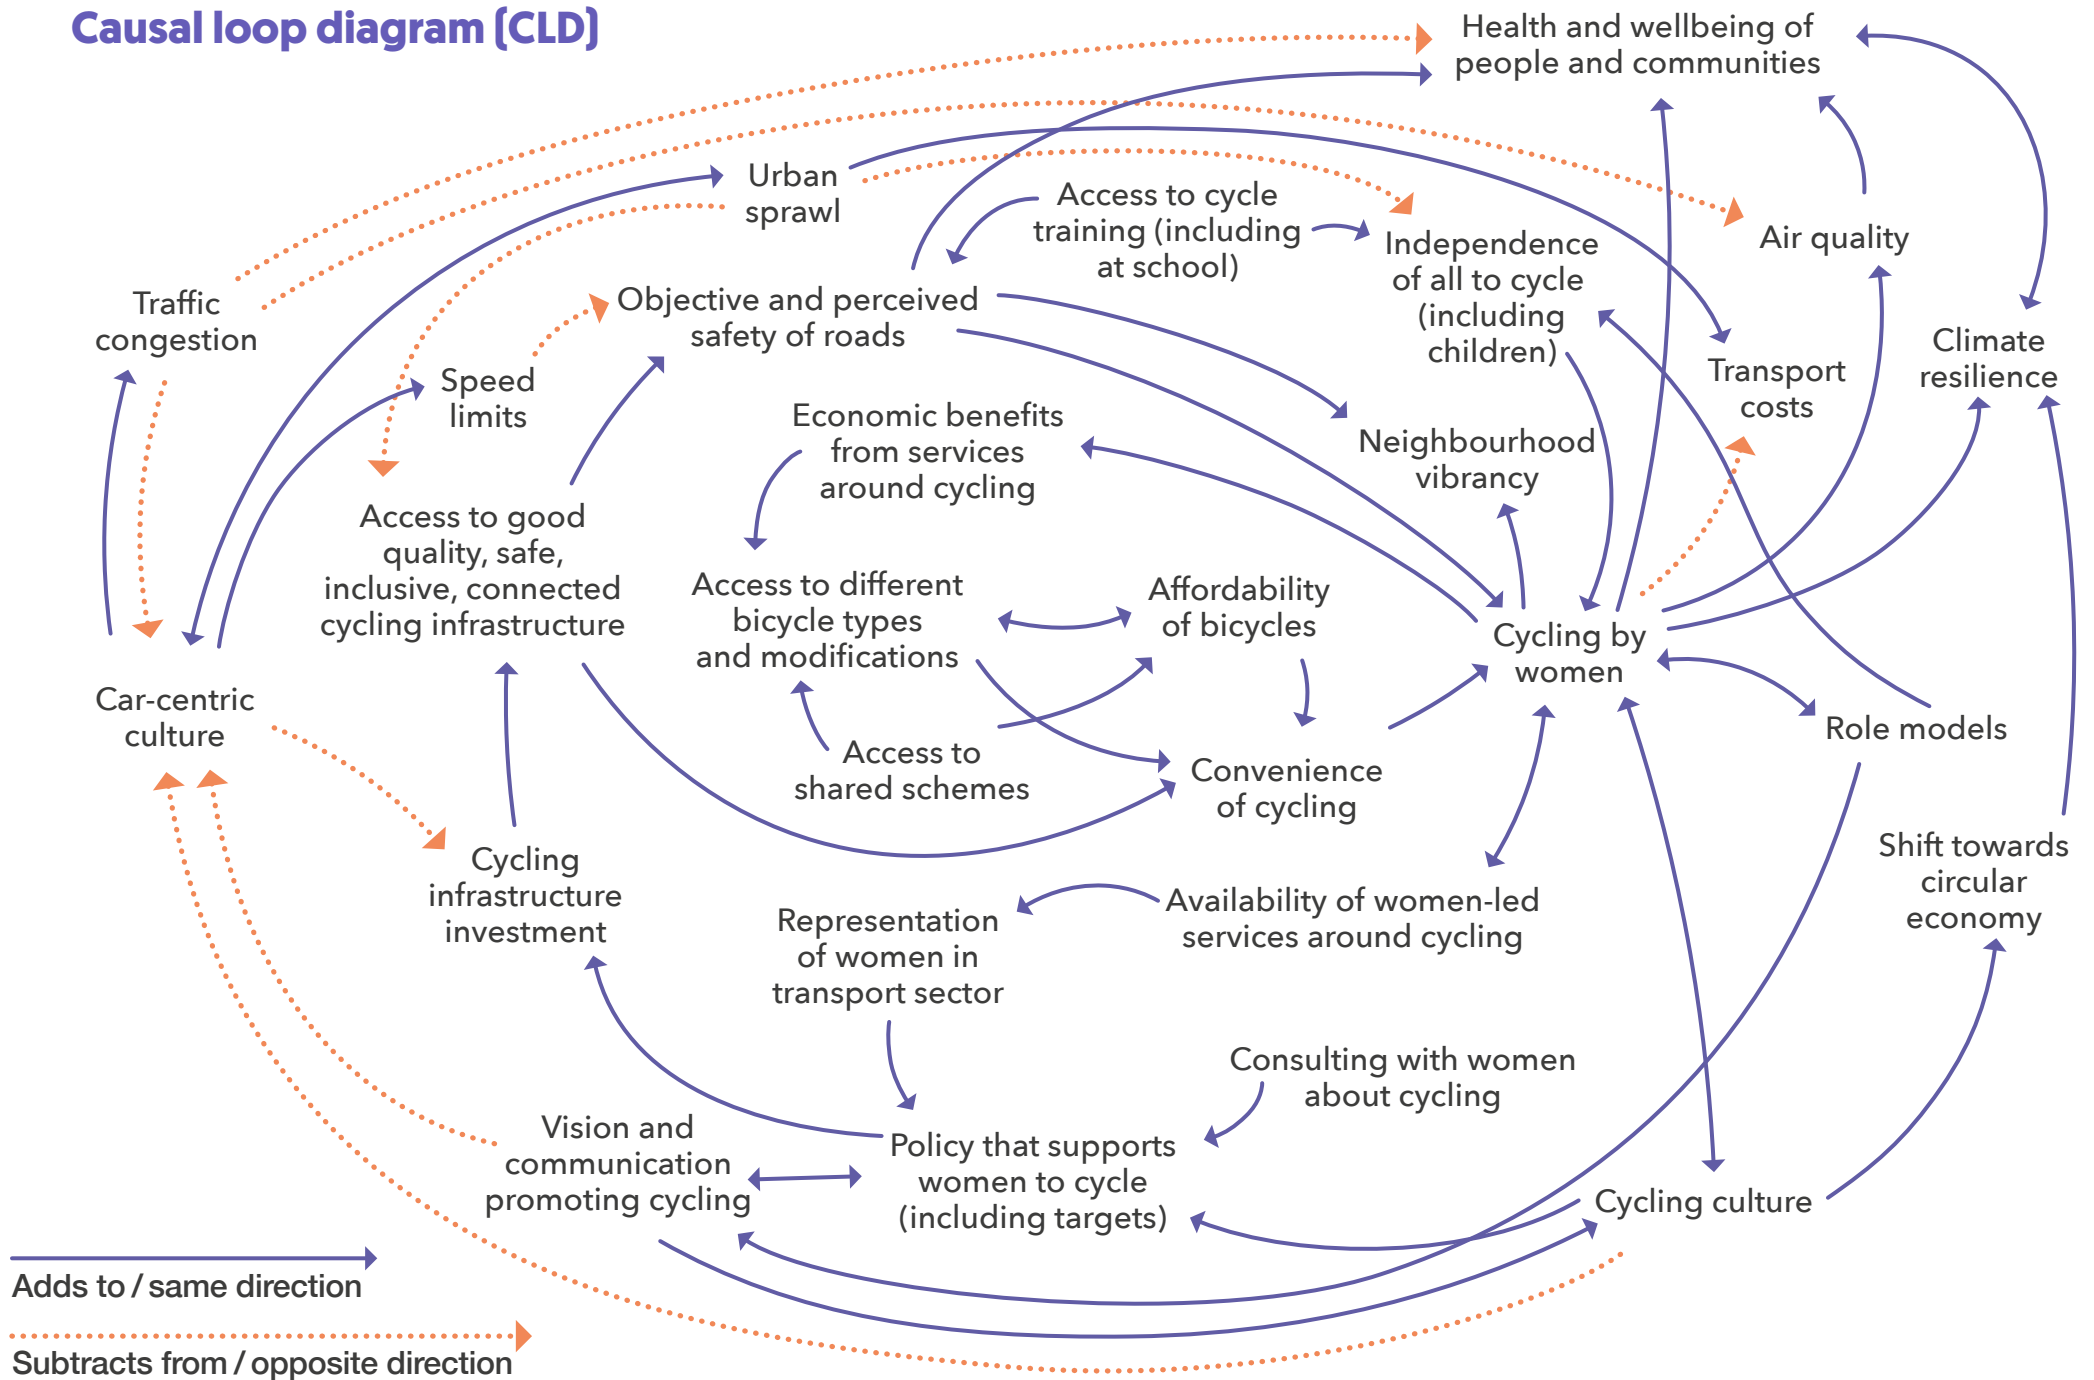 Causal loop diagram (CLD)
Health and wellbeing of
people and communities
Urban
sprawl
Access to cycle
training (including
at school)
Independence
of all to cycle
(including
children)
Air quality
Traffic
congestion
Objective and perceived
safety of roads
Speed
limits
Climate
resilience
Transport
costs
Economic benefits
from services
around cycling
Neighbourhood
vibrancy
Access to good
quality, safe,
inclusive, connected
cycling infrastructure
Access to different
bicycle types
and modifications
Affordability
of bicycles
Cycling by
women
Car-centric
culture
Role models
Access to
shared schemes
Convenience
of cycling
Cycling
infrastructure
investment
Shift towards
circular
economy
Availability of women-led
services around cycling
Representation
of women in
transport sector
Consulting with women
about cycling
Vision and
communication
promoting cycling
Policy that supports
women to cycle
(including targets)
Cycling culture
Adds to / same direction
Subtracts from / opposite direction